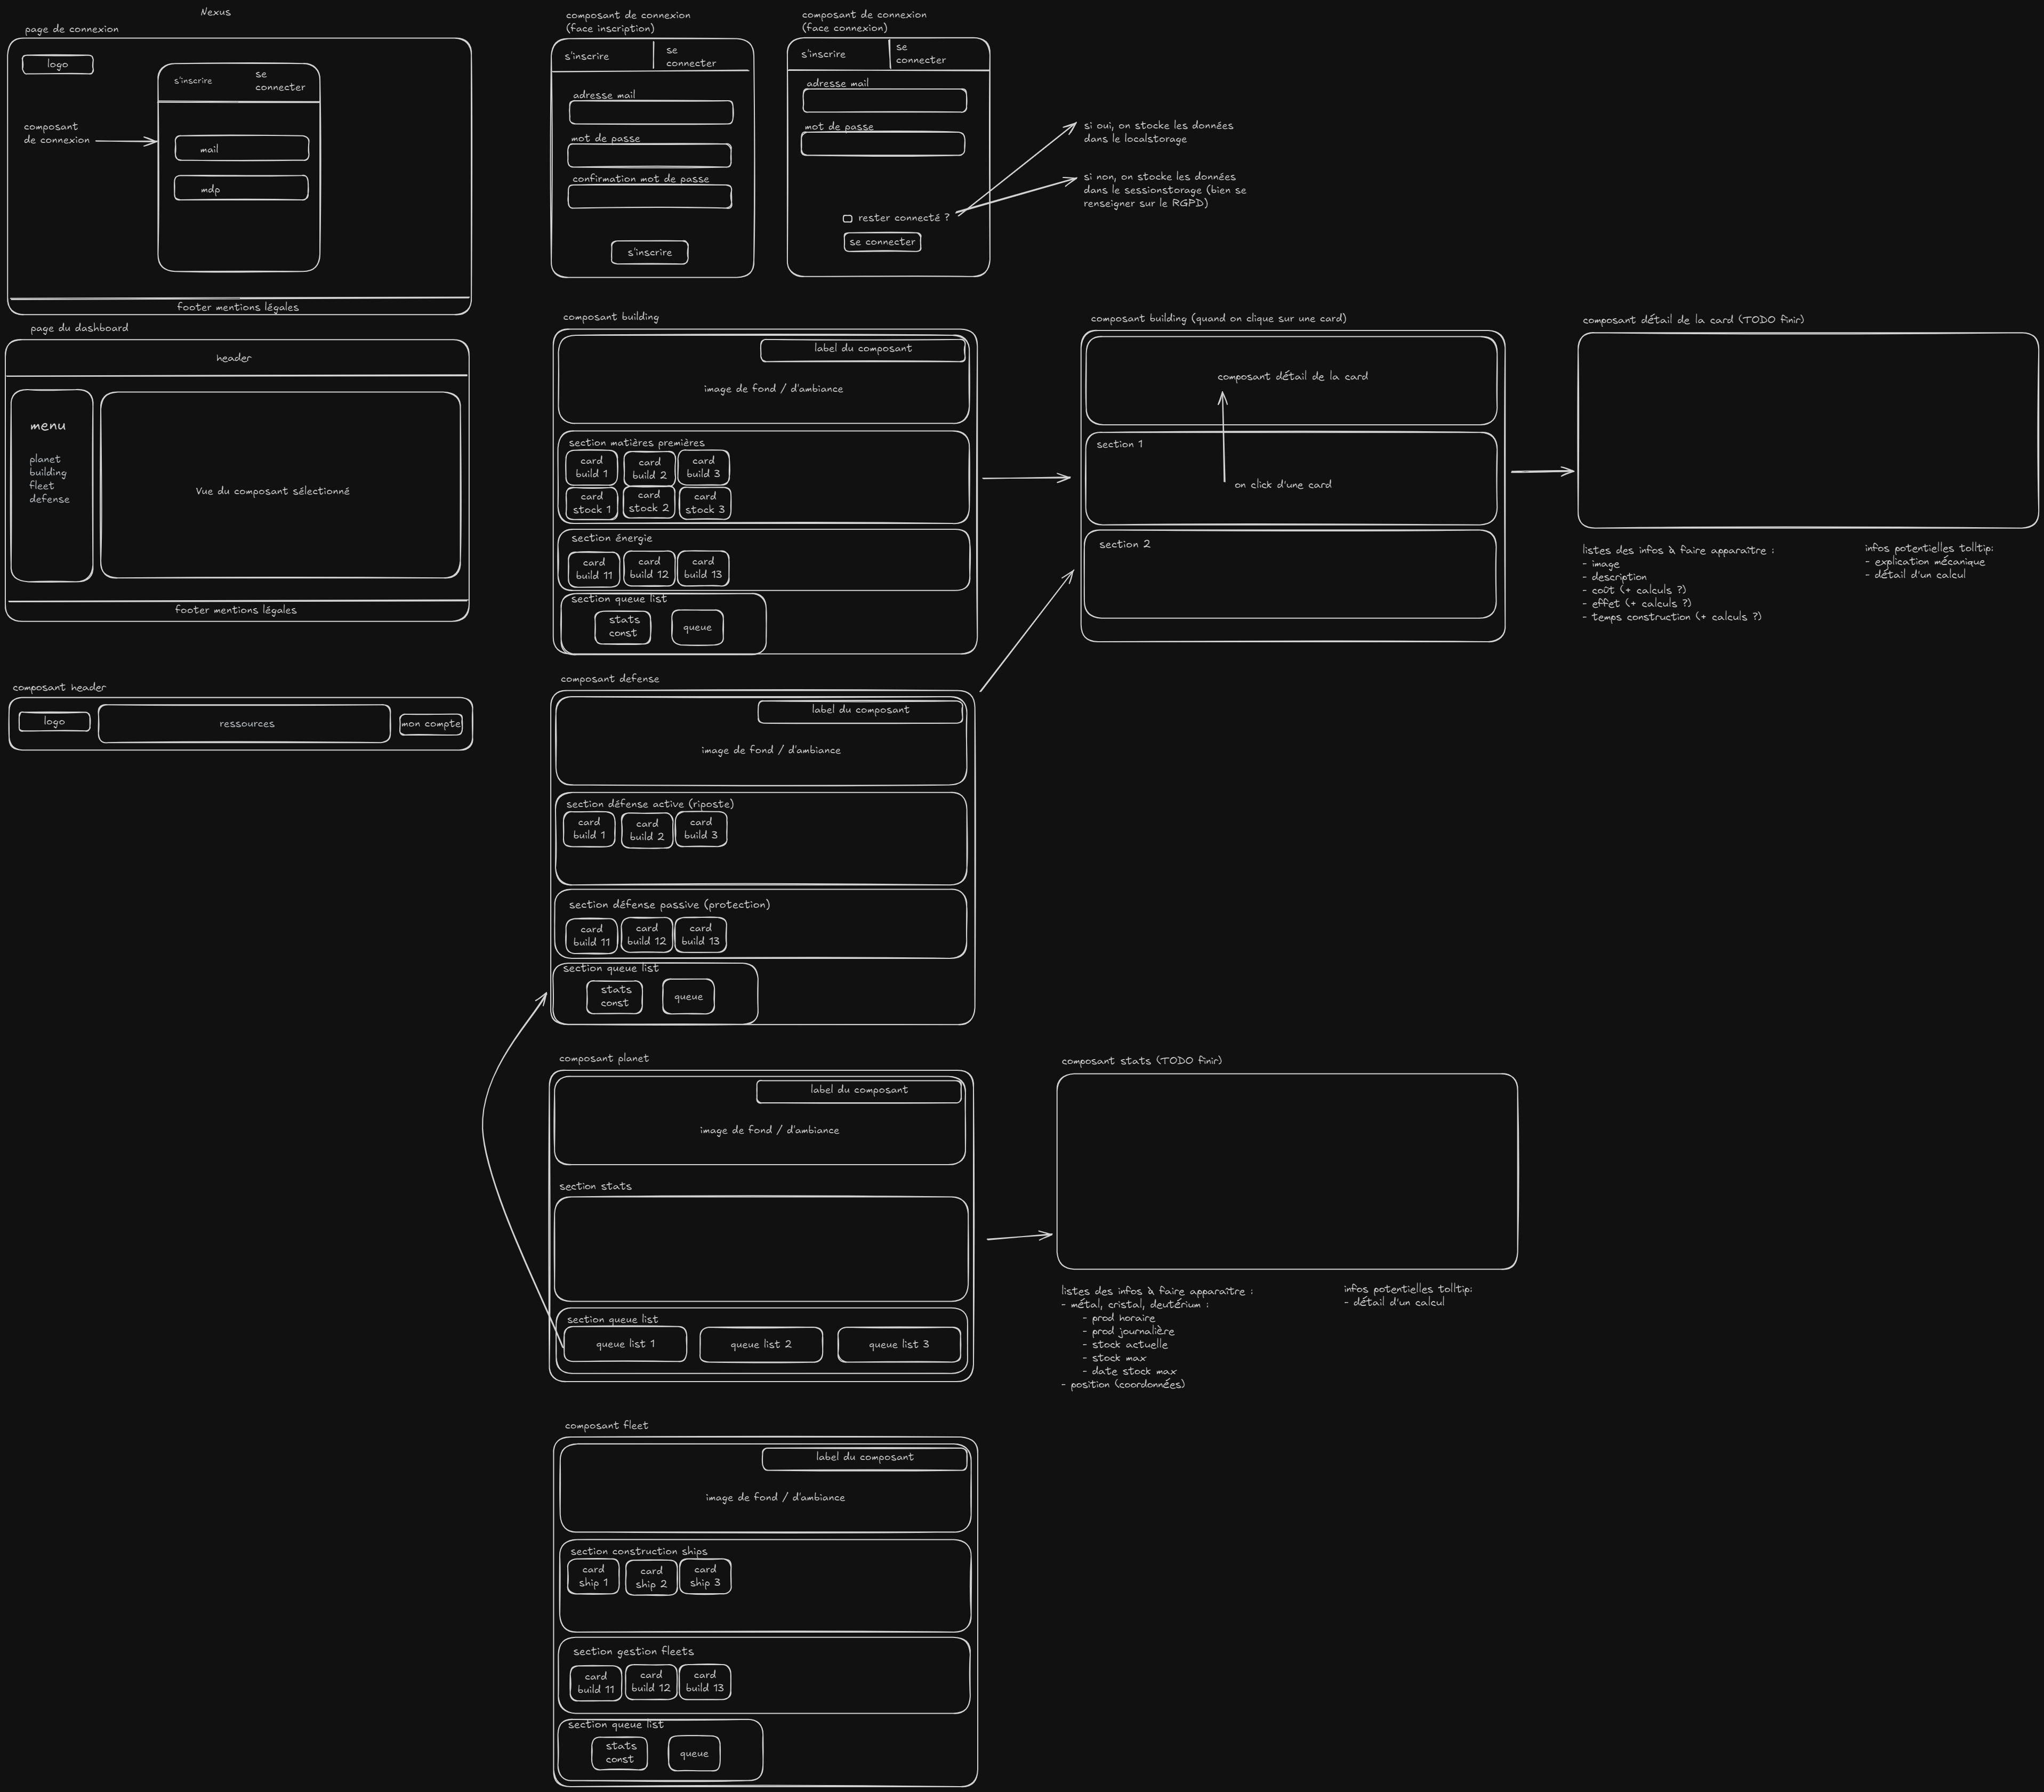 Nexus
page de connexion
logo
s'inscrire
se
connecter
composant
de connexion
mail
mdp
footer mentions légales
composant de connexion
(face inscription)
s'inscrire
se
connecter
adresse mail
mot de passe
confirmation mot de passe
s'inscrire
composant de connexion
(face connexion)
s'inscrire
se
connecter
adresse mail
mot de passe
rester connecté ?
se connecter
si oui, on stocke les données
dans le localstorage
si non, on stocke les données
dans le sessionstorage (bien se
renseigner sur le RGPD)
page du dashboard
header
menu
planet
building
fleet
defense
Vue du composant sélectionné
footer mentions légales
composant header
logo
ressources
mon compte
composant building
label du composant
image de fond / d'ambiance
section matières premières
card
build 1
card
build 2
card
build 3
card
stock 1
card
stock 2
card
stock 3
section énergie
card
build 11
card
build 12
card
build 13
section queue list
stats
const
queue
composant building (quand on clique sur une card)
composant détail de la card
section 1
on click d'une card
section 2
composant détail de la card (TODO finir)
listes des infos à faire apparaître :
- image
- description
- coût (+ calculs ?)
- effet (+ calculs ?)
- temps construction (+ calculs ?)
infos potentielles tolltip:
- explication mécanique
- détail d'un calcul
composant defense
label du composant
image de fond / d'ambiance
section défense active (riposte)
card
build 1
card
build 2
card
build 3
section défense passive (protection)
card
build 11
card
build 12
card
build 13
section queue list
stats
const
queue
composant planet
label du composant
image de fond / d'ambiance
section stats
section queue list
queue list 1
queue list 2
queue list 3
composant stats (TODO finir)
listes des infos à faire apparaître :
- métal, cristal, deutérium :
- prod horaire
- prod journalière
- stock actuelle
- stock max
- date stock max
- position (coordonnées)
infos potentielles tolltip:
- détail d'un calcul
composant fleet
label du composant
image de fond / d'ambiance
section construction ships
card
ship 1
card
ship 2
card
ship 3
section gestion fleets
card
build 11
card
build 12
card
build 13
section queue list
stats
const
queue